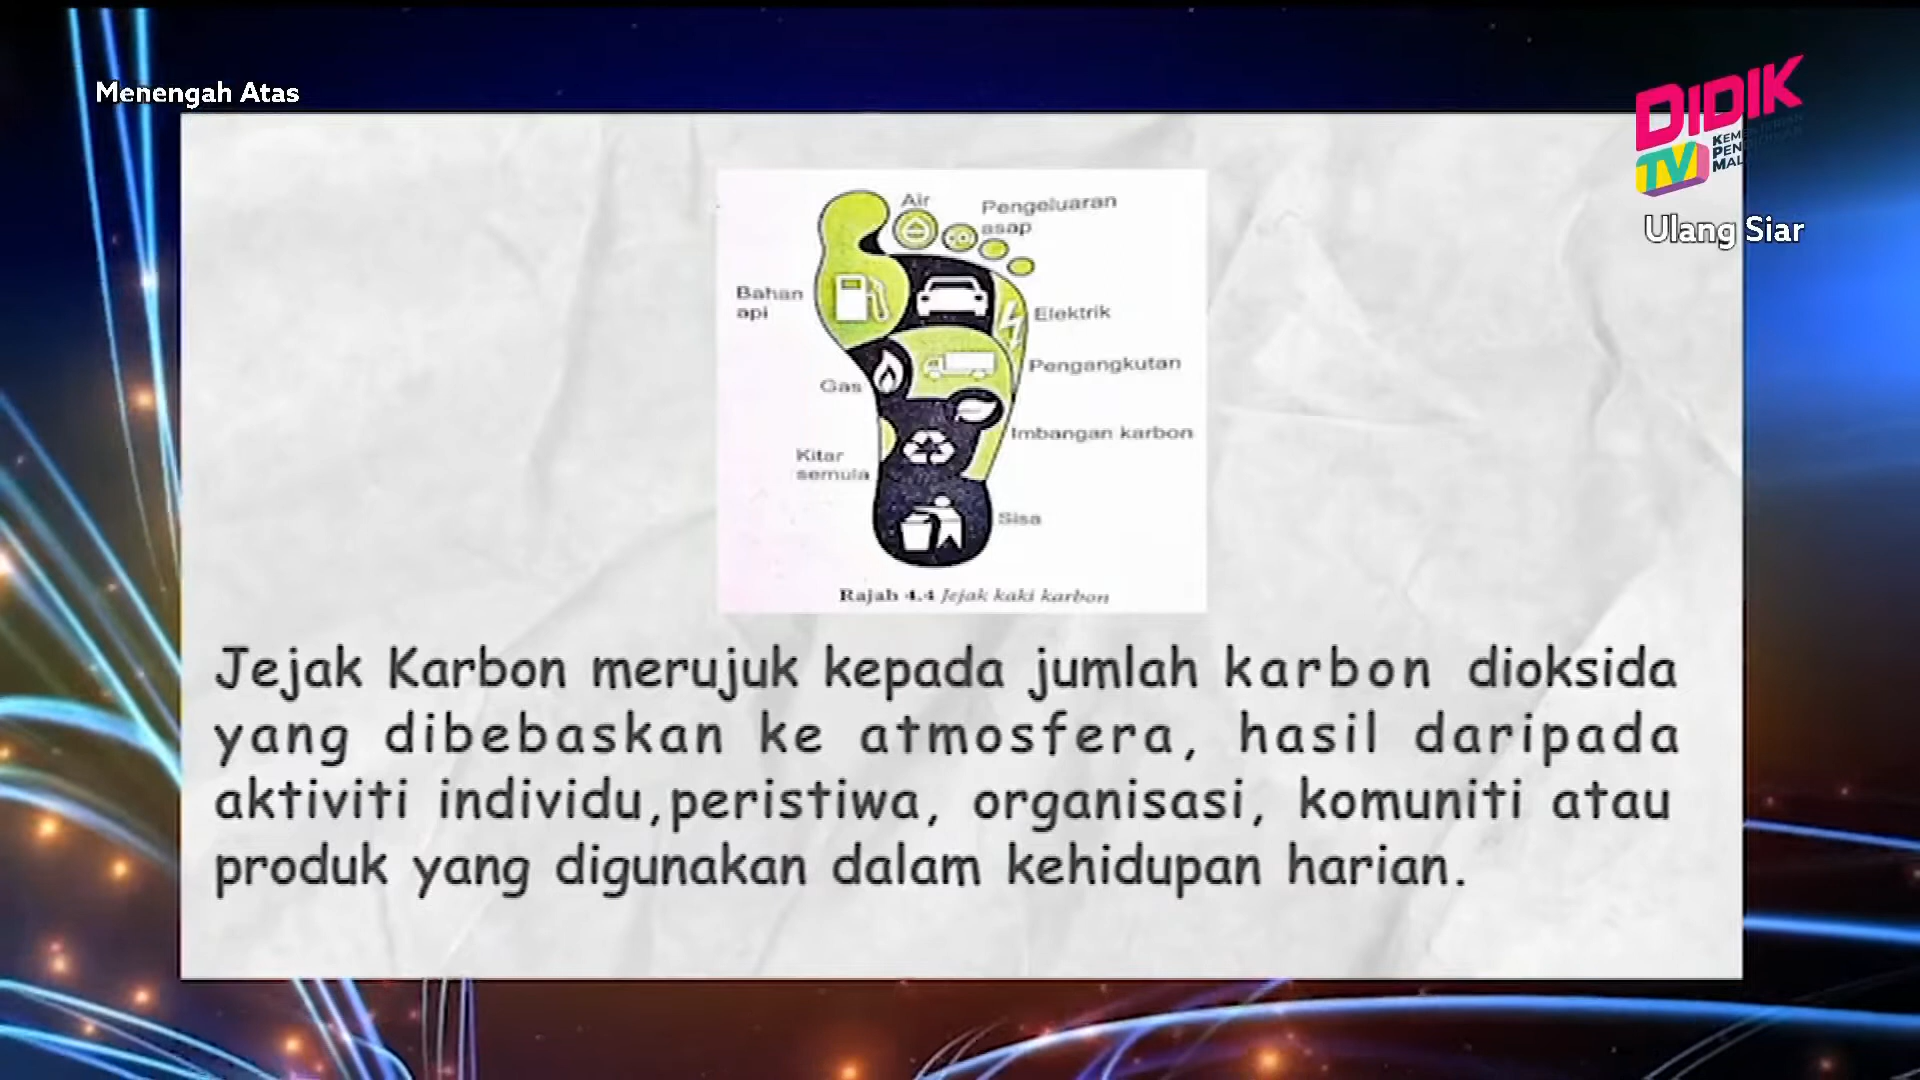 Menengah Atas
DIDIK
TV
Ulang Siar
Air
Pengeluaran
asap
Bahan
api
Elektrik
Pengangkutan
Gas
Imbangan karbon
Kitar
semula
Sisa
Rajah 4.4 Jejak kaki karbon
Jejak Karbon merujuk kepada jumlah karbon dioksida
yang dibebaskan ke atmosfera, hasil daripada
aktiviti individu,peristiwa, organisasi, komuniti atau
produk yang digunakan dalam kehidupan harian.